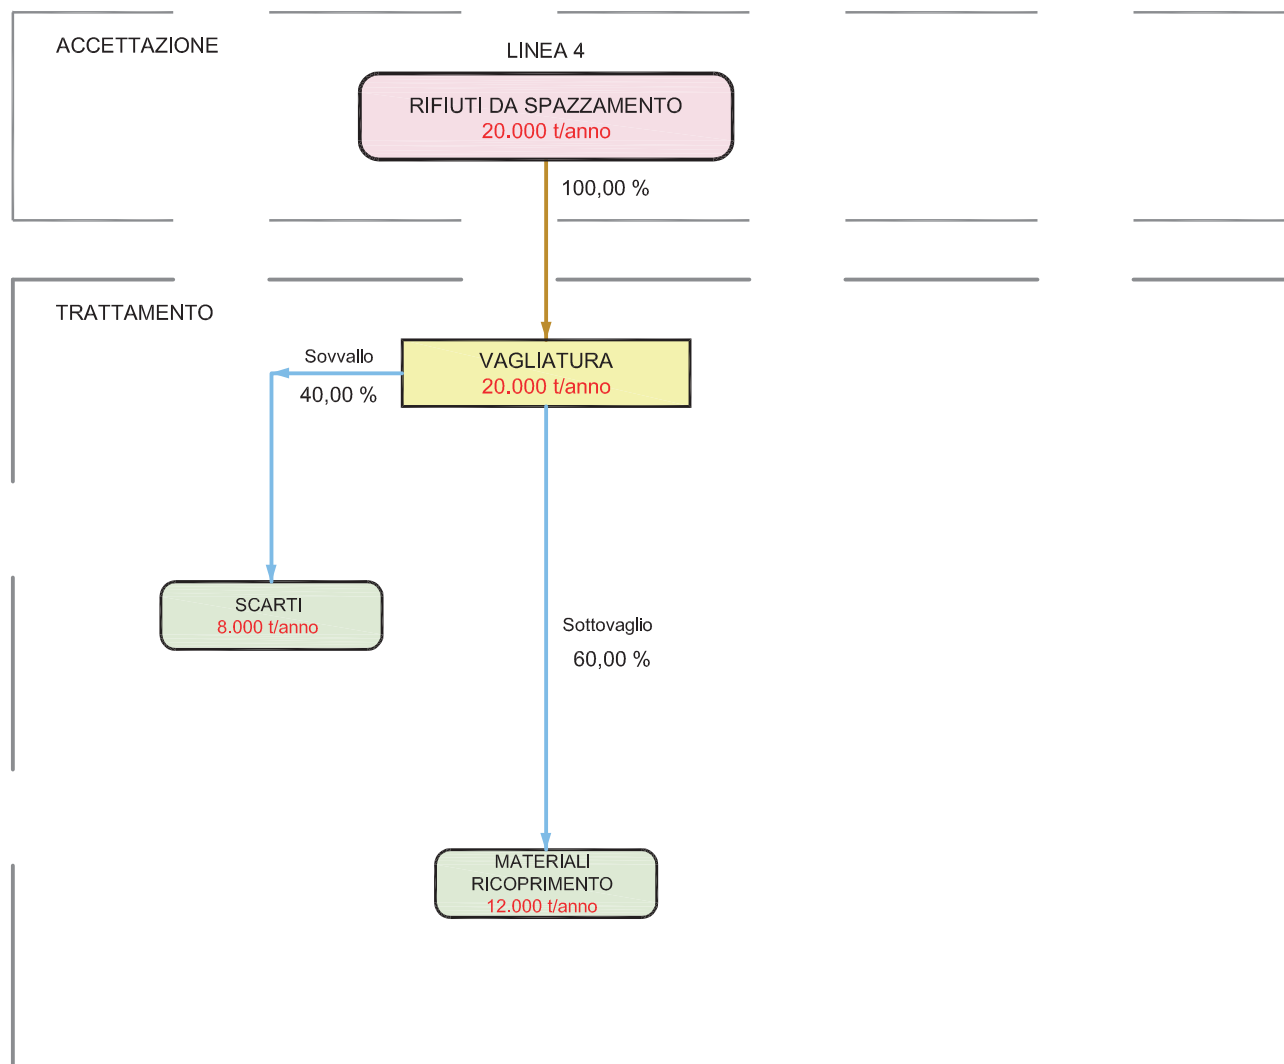 ACCETTAZIONE
LINEA 4
RIFIUTI DA SPAZZAMENTO
20.000 t/anno
100,00 %
TRATTAMENTO
Sovvallo
40,00 %
VAGLIATURA
20.000 t/anno
SCARTI
8.000 t/anno
Sottovaglio
60,00 %
MATERIALI
RICOPRIMENTO
12.000 t/anno